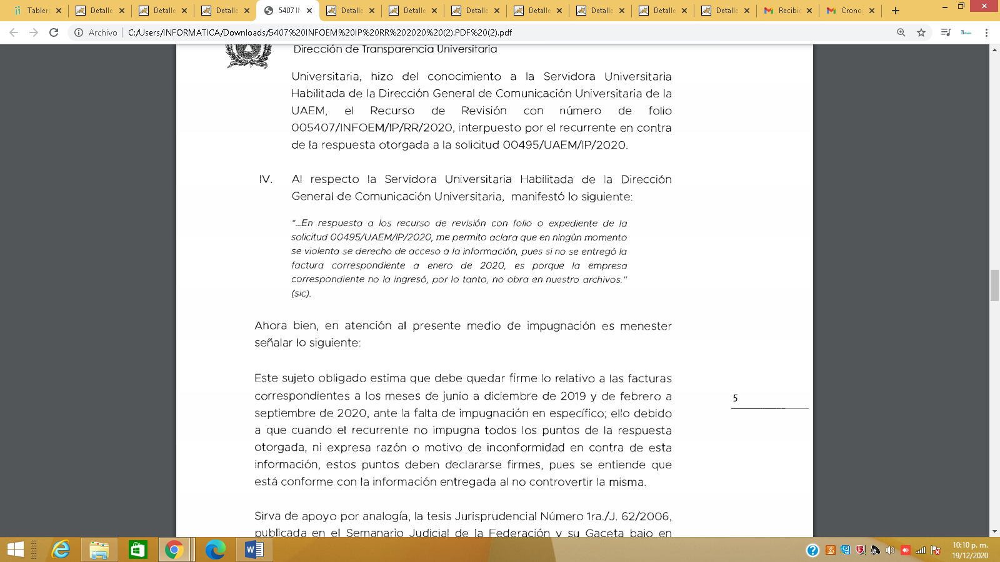 Tablerc
Detalle
Detalle
Detalle
5407 IN
Detalle
Detalle
Detalle
Detalle
Detalle
Detalle
Detalle
Recibic
Crono
Archivo
C:/Users/INFORMATICA/Downloads/5407%20INFOEM%20IP%20RR%202020%20(2).PDF%20(2).pdf
Dirección de Transparencia Universitaria
Universitaria, hizo del conocimiento a la Servidora Universitaria
Habilitada de la Dirección General de Comunicación Universitaria de la
UAEM, el Recurso de Revisión con número de folio
005407/INFOEM/IP/RR/2020, interpuesto por el recurrente en contra
de la respuesta otorgada a la solicitud 00495/UAEM/IP/2020.
IV. Al respecto la Servidora Universitaria Habilitada de la Dirección
General de Comunicación Universitaria, manifestó lo siguiente:
"...En respuesta a los recurso de revisión con folio o expediente de la
solicitud 00495/UAEM/IP/2020, me permito aclara que en ningún momento
se violenta se derecho de acceso a la información, pues si no se entregó la
factura correspondiente a enero de 2020, es porque la empresa
correspondiente no la ingresó, por lo tanto, no obra en nuestro archivos."
(sic).
Ahora bien, en atención al presente medio de impugnación es menester
señalar lo siguiente:
Este sujeto obligado estima que debe quedar firme lo relativo a las facturas
correspondientes a los meses de junio a diciembre de 2019 y de febrero a
septiembre de 2020, ante la falta de impugnación en específico; ello debido
a que cuando el recurrente no impugna todos los puntos de la respuesta
otorgada, ni expresa razón o motivo de inconformidad en contra de esta
información, estos puntos deben declararse firmes, pues se entiende que
está conforme con la información entregada al no controvertir la misma.
5
Sirva de apoyo por analogía, la tesis Jurisprudencial Número 1ra./J. 62/2006,
publicada en el Semanario Judicial de la Federación y su Gaceta bajo en
10:10 p. m.
19/12/2020